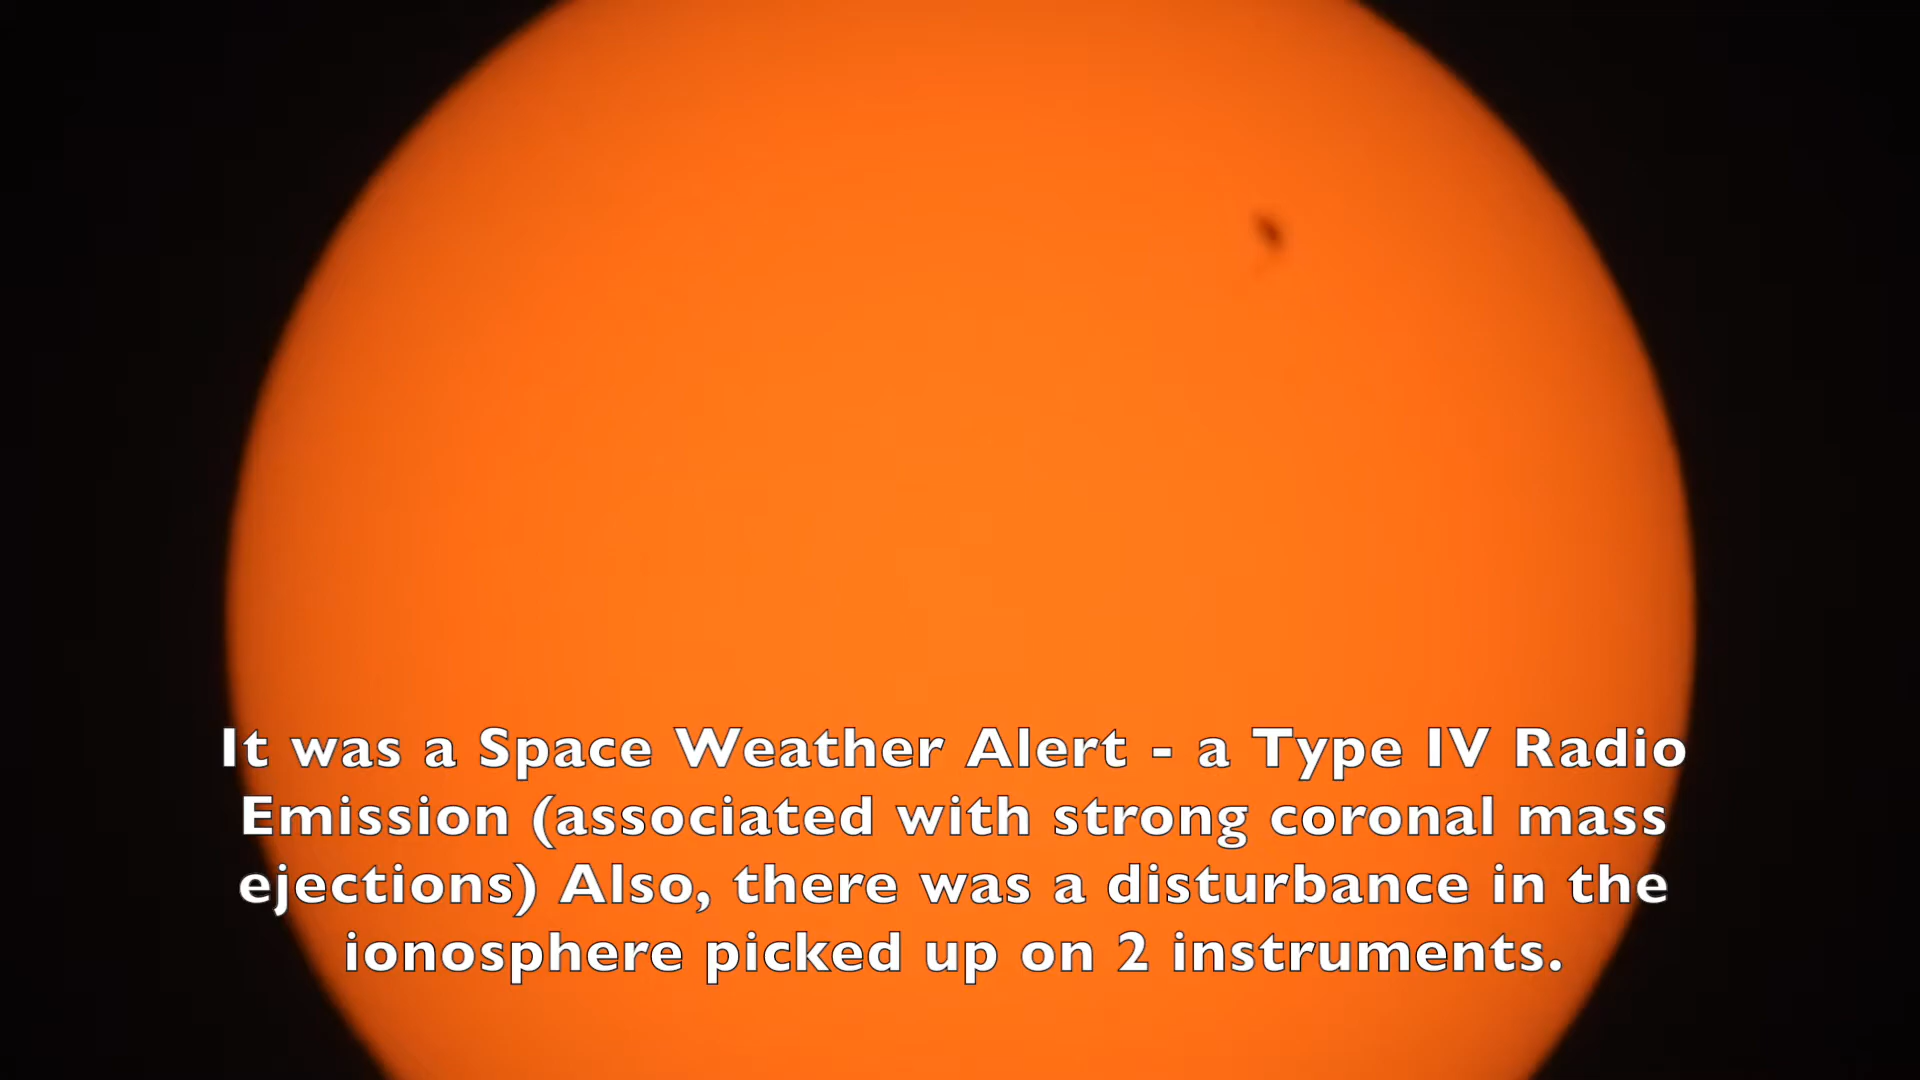 It was a Space Weather Alert - a Type IV Radio
Emission (associated with strong coronal mass
ejections) Also, there was a disturbance in the
ionosphere picked up on 2 instruments.